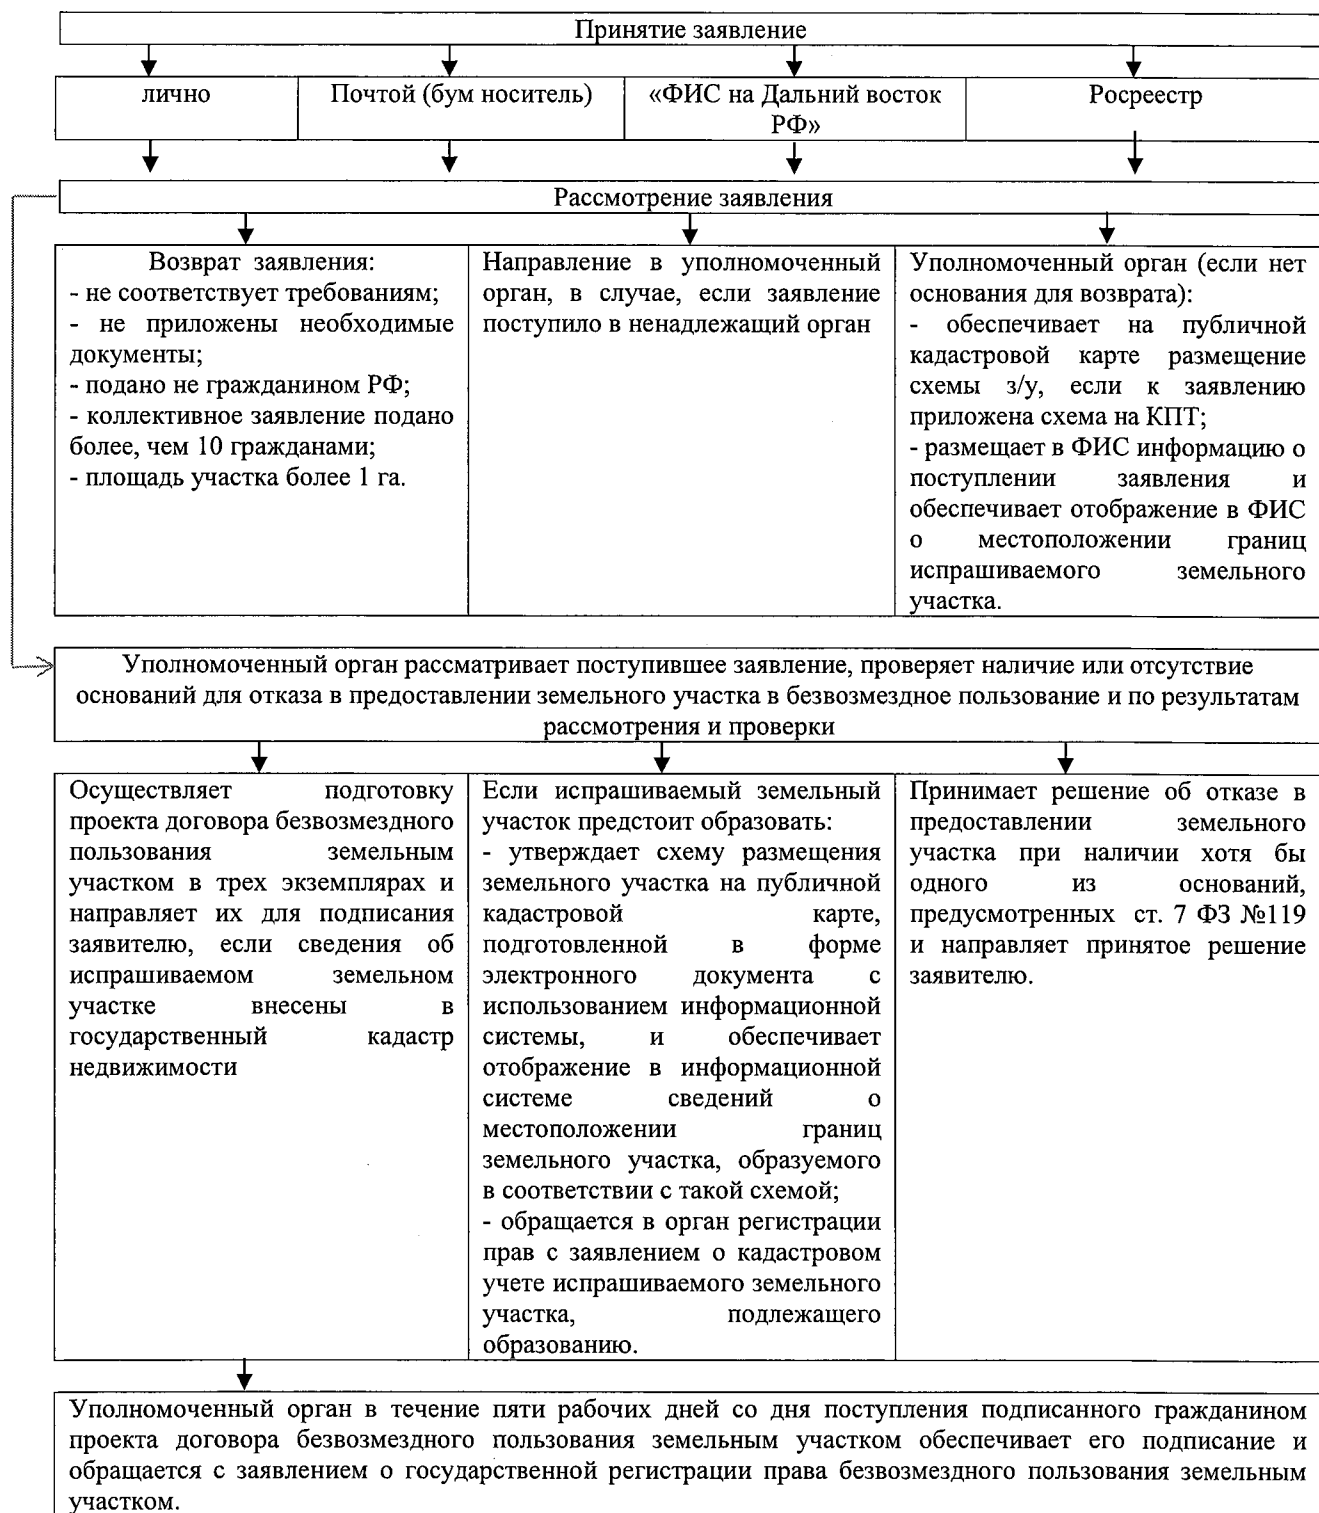 Принятие заявление
лично
Почтой (бум носитель)
«ФИС на Дальний восток
РФ»
Росреестр
Рассмотрение заявления
Возврат заявления:
- не соответствует требованиям;
- не приложены необходимые
документы;
- подано не гражданином РФ;
- коллективное заявление подано
более, чем 10 гражданами;
- площадь участка более 1 га.
Направление в уполномоченный
орган, в случае, если заявление
поступило в ненадлежащий орган
Уполномоченный орган (если нет
основания для возврата):
- обеспечивает на публичной
кадастровой карте размещение
схемы з/у, если к заявлению
приложена схема на КПТ;
- размещает в ФИС информацию о
поступлении заявления и
обеспечивает отображение в ФИС
о местоположении границ
испрашиваемого земельного
участка.
Уполномоченный орган рассматривает поступившее заявление, проверяет наличие или отсутствие
оснований для отказа в предоставлении земельного участка в безвозмездное пользование и по результатам
рассмотрения и проверки
Осуществляет подготовку
проекта договора безвозмездного
пользования земельным
участком в трех экземплярах и
направляет их для подписания
заявителю, если сведения об
испрашиваемом земельном
участке внесены в
государственный кадастр
недвижимости
Если испрашиваемый земельный
участок предстоит образовать:
- утверждает схему размещения
земельного участка на публичной
кадастровой карте,
подготовленной в форме
электронного документа с
использованием информационной
системы, и обеспечивает
отображение в информационной
системе сведений о
местоположении границ
земельного участка, образуемого
в соответствии с такой схемой;
- обращается в орган регистрации
прав с заявлением о кадастровом
учете испрашиваемого земельного
участка, подлежащего
образованию.
Принимает решение об отказе в
предоставлении земельного
участка при наличии хотя бы
одного из оснований,
предусмотренных ст. 7 ФЗ №119
и направляет принятое решение
заявителю.
Уполномоченный орган в течение пяти рабочих дней со дня поступления подписанного гражданином
проекта договора безвозмездного пользования земельным участком обеспечивает его подписание и
обращается с заявлением о государственной регистрации права безвозмездного пользования земельным
участком.